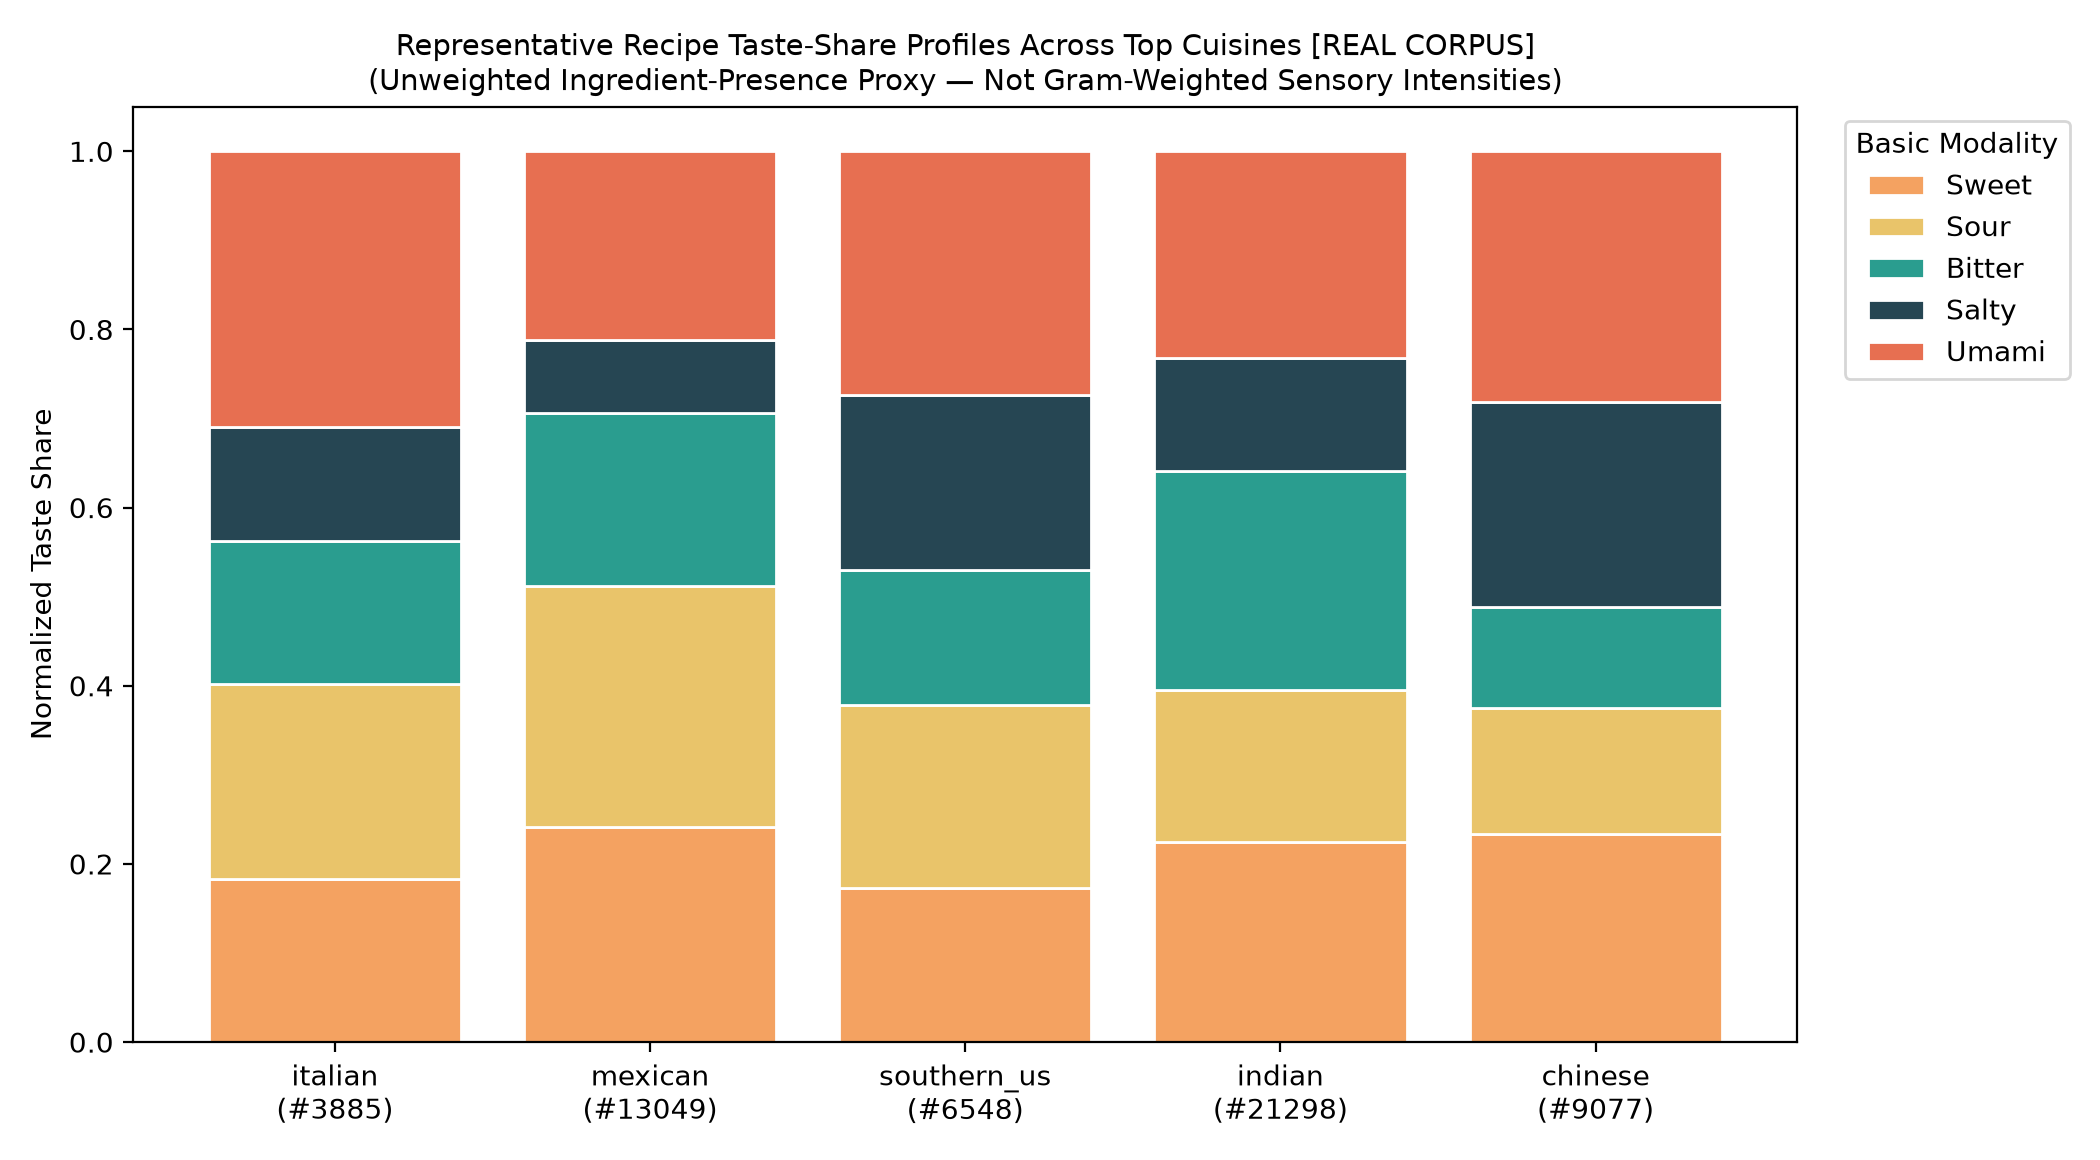 Representative Recipe Taste-Share Profiles Across Top Cuisines [REAL CORPUS]
(Unweighted Ingredient-Presence Proxy — Not Gram-Weighted Sensory Intensities)
Normalized Taste Share
1.0
0.8
0.6
0.4
0.2
0.0
italian
(#3885)
mexican
(#13049)
southern_us
(#6548)
indian
(#21298)
chinese
(#9077)
Basic Modality
Sweet
Sour
Bitter
Salty
Umami